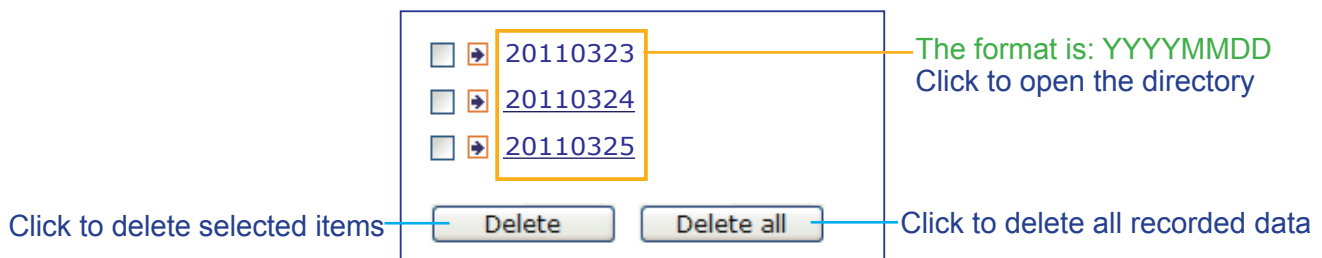 20110323
The format is: YYYYMMDD
Click to open the directory
20110324
20110325
Click to delete selected items
Delete
Delete all
Click to delete all recorded data